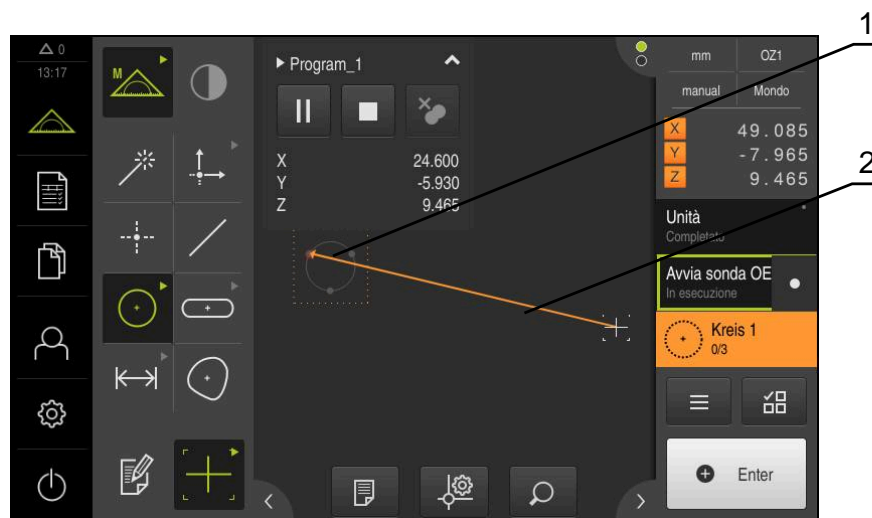 1
0
13:17
M
Program_1
X 24.600
Y -5.930
Z 9.465
mm OZ1
manual Mondo
X 49.085
Y -7.965
Z 9.465
2
Unità
Completato
Avvia sonda OE
In esecuzione
Kreis 1
0/3
Enter